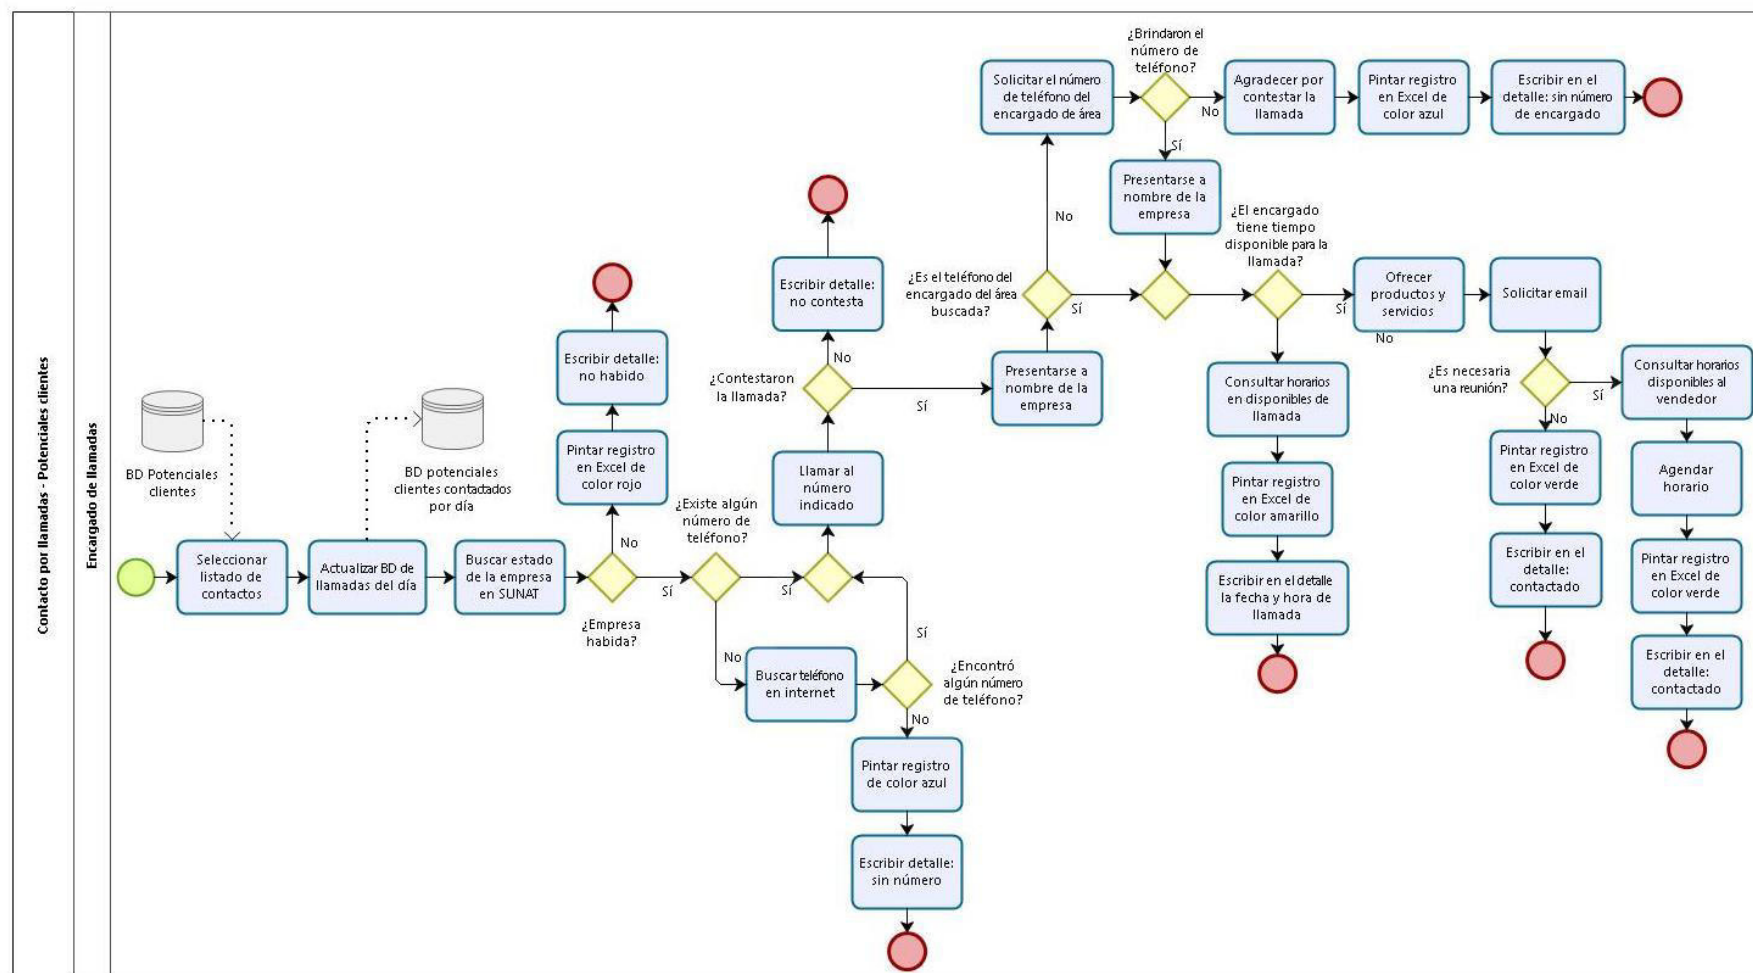 Contacto por llamadas - Potenciales clientes
Encargado de llamadas
BD Potenciales
clientes
BD potenciales
clientes contactados
por día
Seleccionar
listado de
contactos
Actualizar BD de
llamadas del día
Buscar estado
de la empresa
en SUNAT
¿Empresa
habida?
No
Pintar registro
en Excel de
color rojo
Escribir detalle:
no habido
Sí
¿Existe algún
número de
teléfono?
Sí
No
Buscar teléfono
en internet
¿Encontró
algún número
de teléfono?
Sí
No
Pintar registro
de color azul
Escribir detalle:
sin número
Llamar al
número
indicado
¿Contestaron
la llamada?
No
Escribir detalle:
no contesta
Sí
Presentarse a
nombre de la
empresa
¿Es el teléfono del
encargado del área
buscada?
No
Sí
Solicitar el número
de teléfono del
encargado de área
¿Brindaron el
número de
teléfono?
No
Agradecer por
contestar la
llamada
Pintar registro
en Excel de
color azul
Escribir en el
detalle: sin número
de encargado
Sí
Presentarse a
nombre de la
empresa
¿El encargado
tiene tiempo
disponible para la
llamada?
Sí
No
Ofrecer
productos y
servicios
Solicitar email
Consultar horarios
en disponibles de
llamada
Pintar registro
en Excel de
color amarillo
Escribir en el detalle
la fecha y hora de
llamada
¿Es necesaria
una reunión?
No
Sí
Pintar registro
en Excel de
color verde
Escribir en el
detalle:
contactado
Consultar horarios
disponibles al
vendedor
Agendar
horario
Pintar registro
en Excel de
color verde
Escribir en el
detalle:
contactado